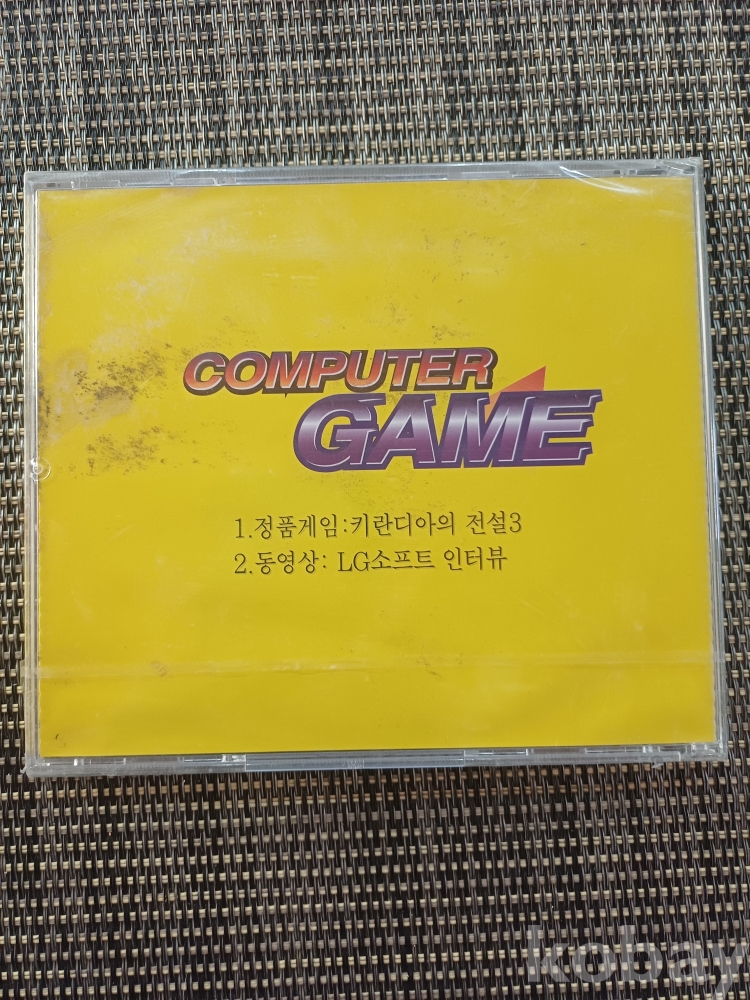 COMPUTER
GAME
1.정품게임:키란디아의 전설3
2.동영상: LG소프트 인터뷰
kobay